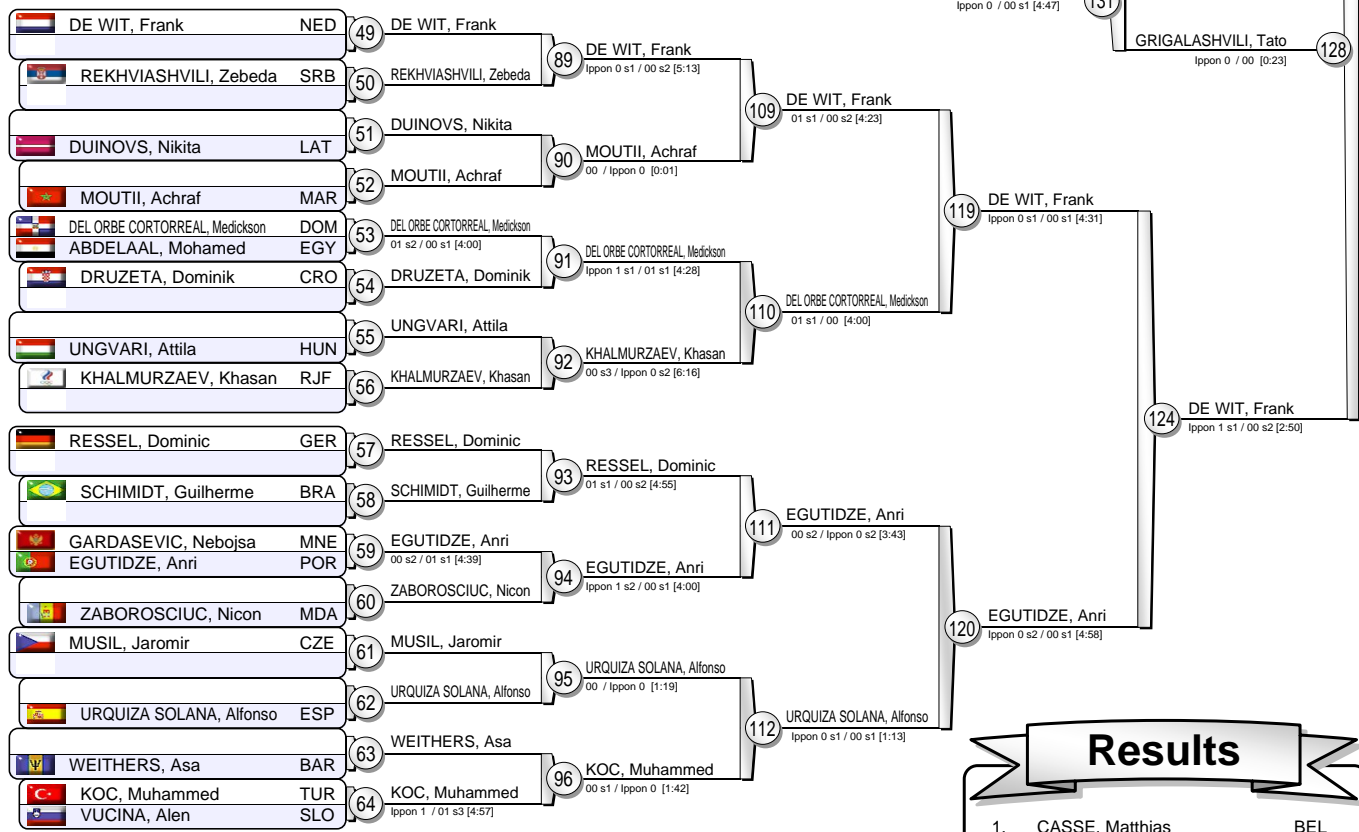 Ippon 0 / 00 s1 [4:47]
131
GRIGALASHVILI, Tato
Ippon 0 / 00 [0:23]
128
DE WIT, Frank NED
49
DE WIT, Frank
REKHVIASHVILI, Zebeda SRB
50
REKHVIASHVILI, Zebeda
89
DE WIT, Frank
Ippon 0 s1 / 00 s2 [5:13]
DUINOVS, Nikita LAT
51
DUINOVS, Nikita
MOUTII, Achraf MAR
52
MOUTII, Achraf
90
MOUTII, Achraf
00 / Ippon 0 [0:01]
109
DE WIT, Frank
01 s1 / 00 s2 [4:23]
DEL ORBE CORTORREAL, Medickson DOM
ABDELAAL, Mohamed EGY
53
DEL ORBE CORTORREAL, Medickson
01 s2 / 00 s1 [4:00]
DRUZETA, Dominik CRO
54
DRUZETA, Dominik
91
DEL ORBE CORTORREAL, Medickson
Ippon 1 s1 / 01 s1 [4:28]
UNGVARI, Attila HUN
55
UNGVARI, Attila
KHALMURZAEV, Khasan RJF
56
KHALMURZAEV, Khasan
92
KHALMURZAEV, Khasan
00 s3 / Ippon 0 s2 [6:16]
110
DEL ORBE CORTORREAL, Medickson
01 s1 / 00 [4:00]
119
DE WIT, Frank
Ippon 0 s1 / 00 s1 [4:31]
RESSEL, Dominic GER
57
RESSEL, Dominic
SCHIMIDT, Guilherme BRA
58
SCHIMIDT, Guilherme
93
RESSEL, Dominic
01 s1 / 00 s2 [4:55]
GARDASEVIC, Nebojsa MNE
EGUTIDZE, Anri POR
59
EGUTIDZE, Anri
00 s2 / 01 s1 [4:39]
ZABOROSCIUC, Nicon MDA
60
ZABOROSCIUC, Nicon
94
EGUTIDZE, Anri
Ippon 1 s2 / 00 s1 [4:00]
111
EGUTIDZE, Anri
00 s2 / Ippon 0 s2 [3:43]
MUSIL, Jaromir CZE
61
MUSIL, Jaromir
URQUIZA SOLANA, Alfonso ESP
62
URQUIZA SOLANA, Alfonso
95
URQUIZA SOLANA, Alfonso
00 / Ippon 0 [1:19]
WEITHERS, Asa BAR
63
WEITHERS, Asa
KOC, Muhammed TUR
VUCINA, Alen SLO
64
KOC, Muhammed
Ippon 1 / 01 s3 [4:57]
96
KOC, Muhammed
00 s1 / Ippon 0 [1:42]
112
URQUIZA SOLANA, Alfonso
Ippon 0 s1 / 00 s1 [1:13]
120
EGUTIDZE, Anri
Ippon 0 s2 / 00 s1 [4:58]
124
DE WIT, Frank
Ippon 1 s1 / 00 s2 [2:50]
Results
1. CASSE, Matthias BEL